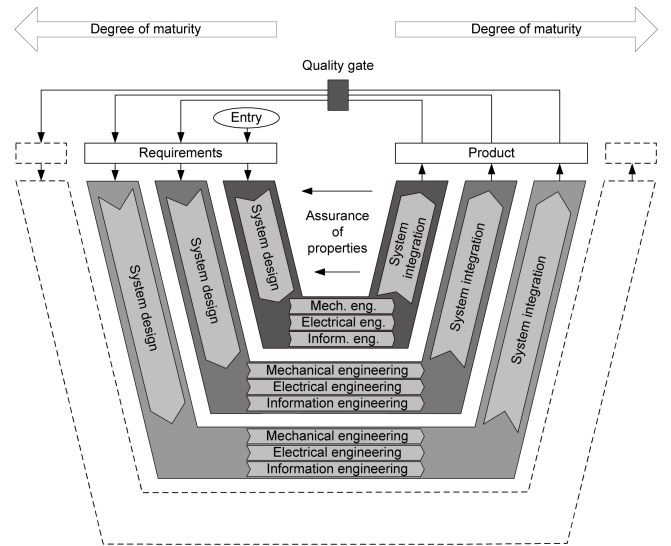 Degree of maturity
Degree of maturity
Quality gate
Entry
Requirements
Product
System design
System design
System design
Assurance
of
properties
System
integration
System integration
System integration
Mech. eng.
Electrical eng.
Inform. eng.
Mechanical engineering
Electrical engineering
Information engineering
Mechanical engineering
Electrical engineering
Information engineering